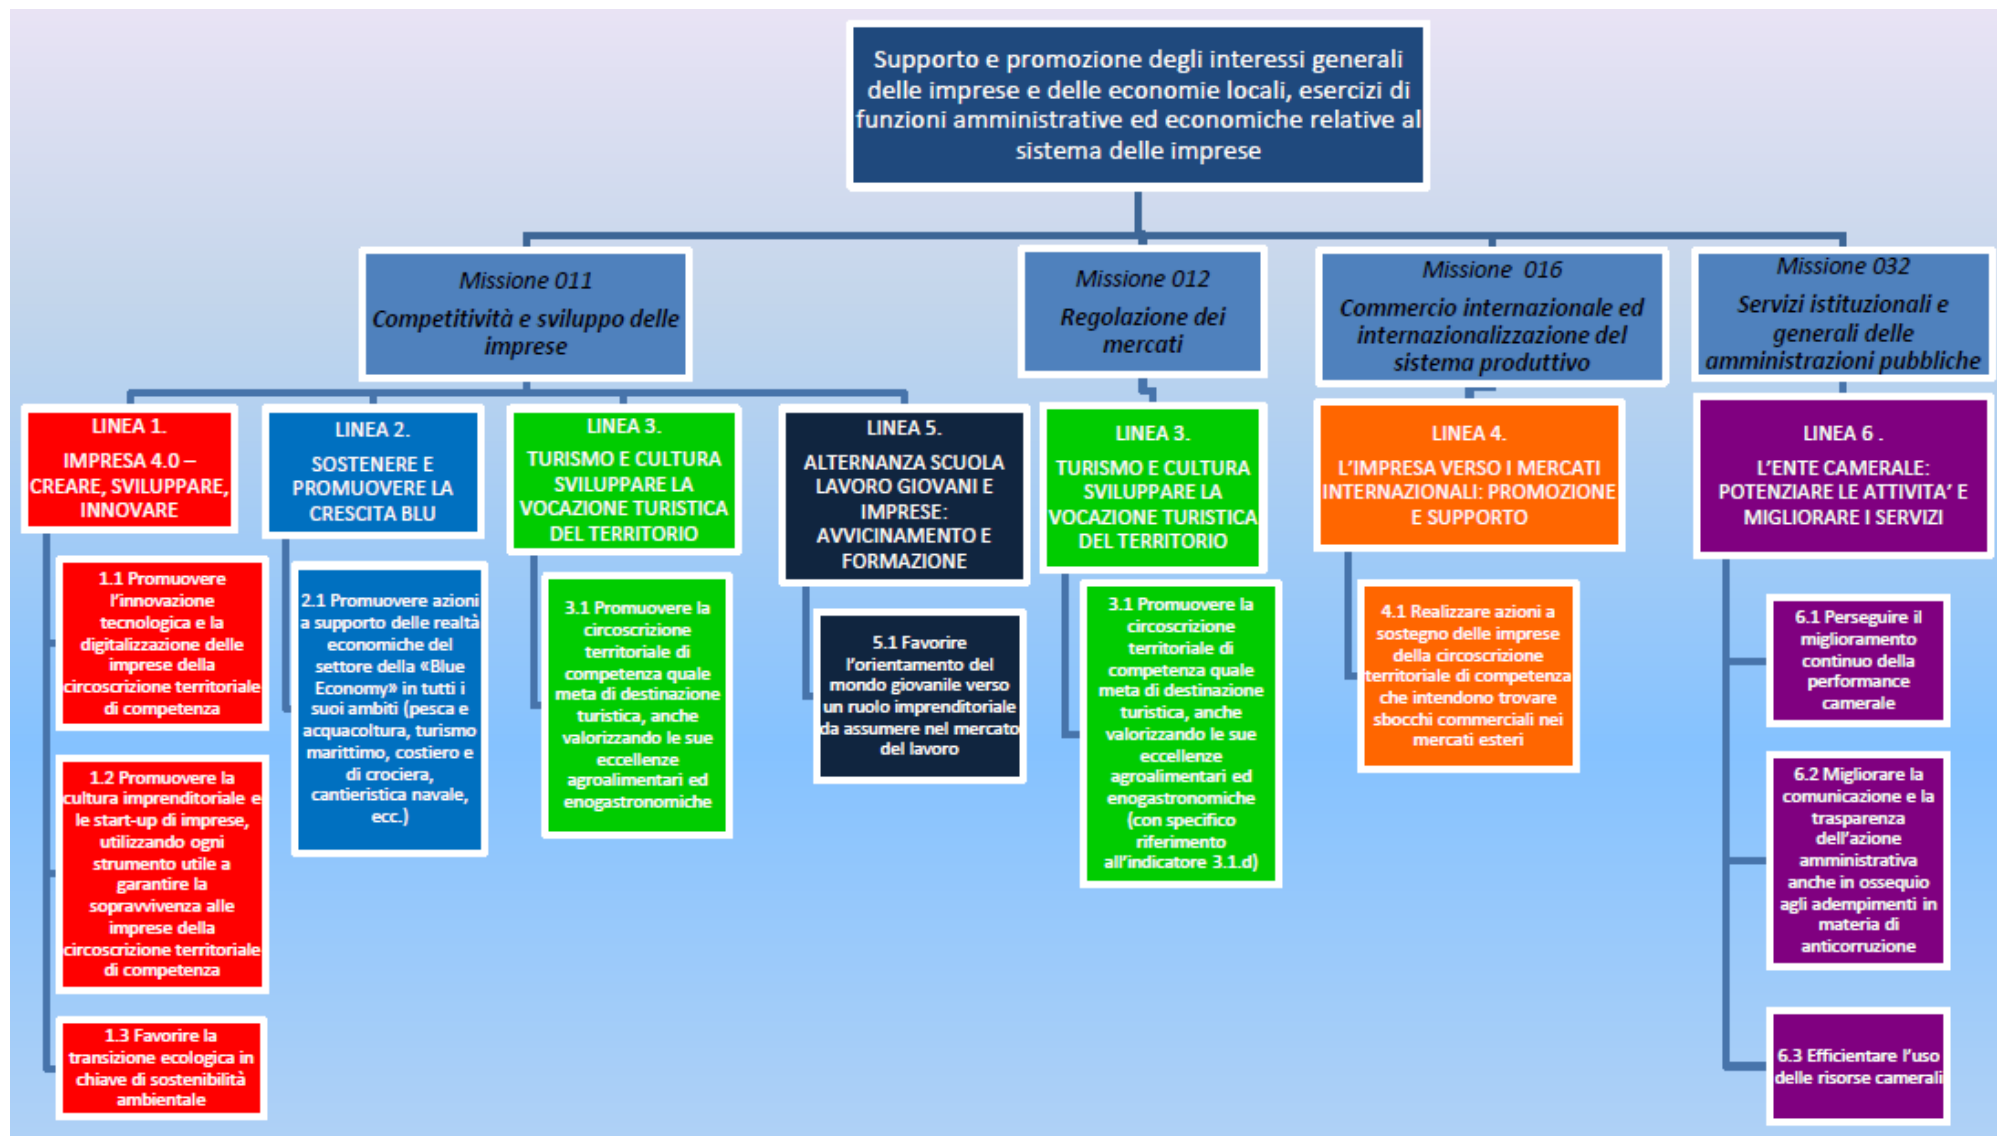 Supporto e promozione degli interessi generali
delle imprese e delle economie locali, esercizi di
funzioni amministrative ed economiche relative al
sistema delle imprese
Missione 011
Competitività e sviluppo delle
imprese
Missione 012
Regolazione dei
mercati
Missione 016
Commercio internazionale ed
internazionalizzazione del
sistema produttivo
Missione 032
Servizi istituzionali e
generali delle
amministrazioni pubbliche
LINEA 1.
IMPRESA 4.0 –
CREARE, SVILUPPARE,
INNOVARE
LINEA 2.
SOSTENERE E
PROMUOVERE LA
CRESCITA BLU
LINEA 3.
TURISMO E CULTURA
SVILUPPARE LA
VOCAZIONE TURISTICA
DEL TERRITORIO
LINEA 5.
ALTERNANZA SCUOLA
LAVORO GIOVANI E
IMPRESE:
AVVICINAMENTO E
FORMAZIONE
LINEA 3.
TURISMO E CULTURA
SVILUPPARE LA
VOCAZIONE TURISTICA
DEL TERRITORIO
LINEA 4.
L'IMPRESA VERSO I MERCATI
INTERNAZIONALI: PROMOZIONE
E SUPPORTO
LINEA 6 .
L'ENTE CAMERALE:
POTENZIARE LE ATTIVITA' E
MIGLIORARE I SERVIZI
1.1 Promuovere
l'innovazione
tecnologica e la
digitalizzazione delle
imprese della
circoscrizione territoriale
di competenza
1.2 Promuovere la
cultura imprenditoriale e
le start-up di imprese,
utilizzando ogni
strumento utile a
garantire la
sopravvivenza alle
imprese della
circoscrizione territoriale
di competenza
1.3 Favorire la
transizione ecologica in
chiave di sostenibilità
ambientale
2.1 Promuovere azioni
a supporto delle realtà
economiche del
settore della «Blue
Economy» in tutti i
suoi ambiti (pesca e
acquacoltura, turismo
marittimo, costiero e
di crociera,
cantieristica navale,
ecc.)
3.1 Promuovere la
circoscrizione
territoriale di
competenza quale
meta di destinazione
turistica, anche
valorizzando le sue
eccellenze
agroalimentari ed
enogastronomiche
5.1 Favorire
l'orientamento del
mondo giovanile verso
un ruolo imprenditoriale
da assumere nel mercato
del lavoro
3.1 Promuovere la
circoscrizione
territoriale di
competenza quale
meta di destinazione
turistica, anche
valorizzando le sue
eccellenze
agroalimentari ed
enogastronomiche
(con specifico
riferimento
all'indicatore 3.1.d)
4.1 Realizzare azioni a
sostegno delle imprese
della circoscrizione
territoriale di competenza
che intendono trovare
sbocchi commerciali nei
mercati esteri
6.1 Perseguire il
miglioramento
continuo della
performance
camerale
6.2 Migliorare la
comunicazione e la
trasparenza
dell'azione
amministrativa
anche in ossequio
agli adempimenti in
materia di
anticorruzione
6.3 Efficientare l'uso
delle risorse camerali